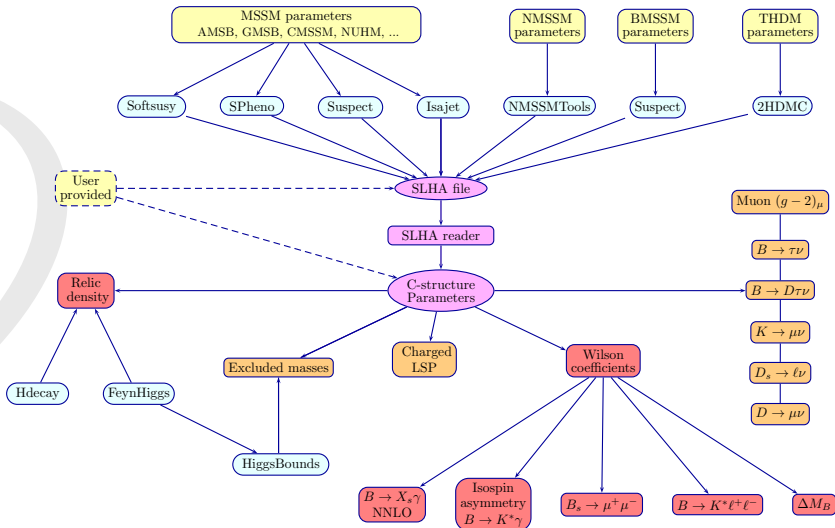 MSSM parameters
AMSB, GMSB, CMSSM, NUHM, ...
NMSSM
parameters
BMSSM
parameters
THDM
parameters
Softsusy
SPheno
Suspect
Isajet
NMSSMTools
Suspect
2HDMC
User
provided
SLHA file
SLHA reader
C-structure
Parameters
Muon (g − 2)μ
B → τν
B → Dτν
K → μν
Ds → ℓν
D → μν
Relic
density
Excluded masses
Charged
LSP
Wilson
coefficients
Hdecay
FeynHiggs
HiggsBounds
B → Xsγ
NNLO
Isospin
asymmetry
B → K*γ
Bs → μ+μ−
B → K*ℓ+ℓ−
ΔMB